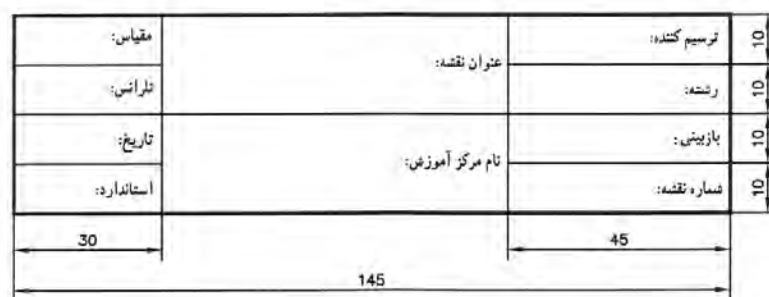 ترسیم کننده:
عنوان نقشه:
مقیاس:
10
رشته:
تلرانس:
10
بازبینی:
نام مرکز آموزش:
تاریخ:
10
شماره نقشه:
استاندارد:
10
45
30
145